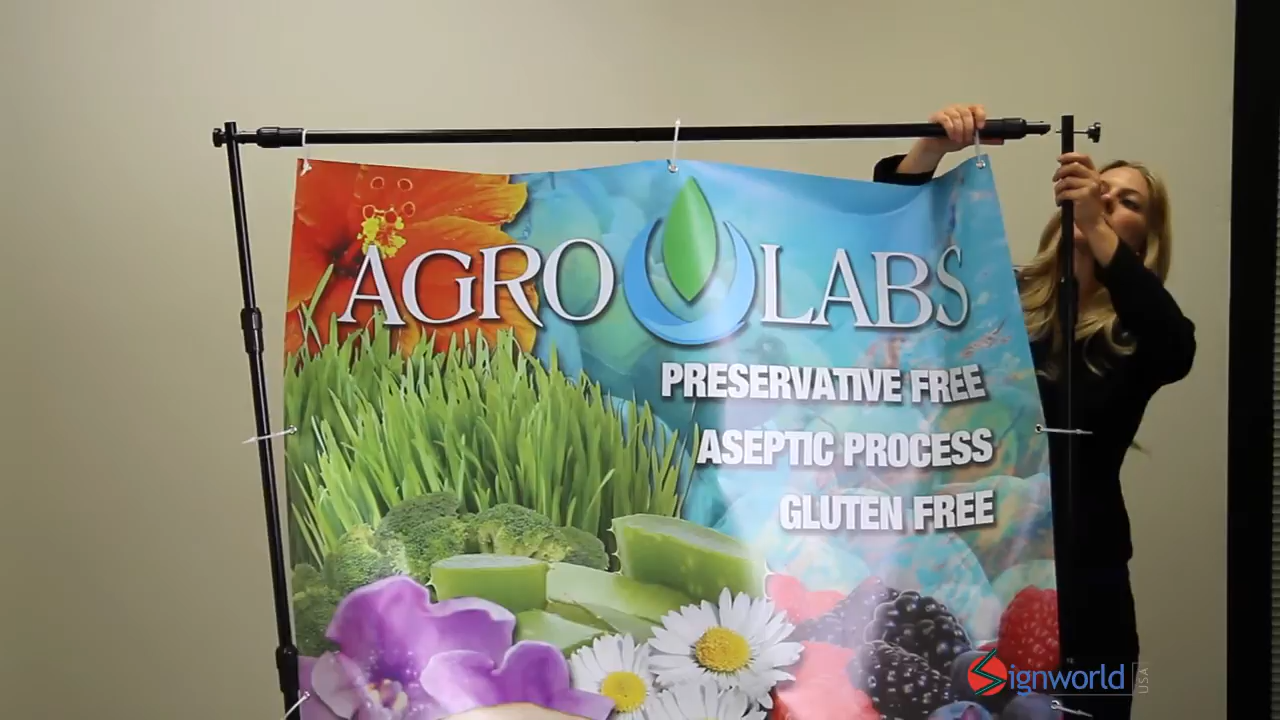 AGRO LABS
PRESERVATIVE FREE
ASEPTIC PROCESS
GLUTEN FREE
Signworld USA